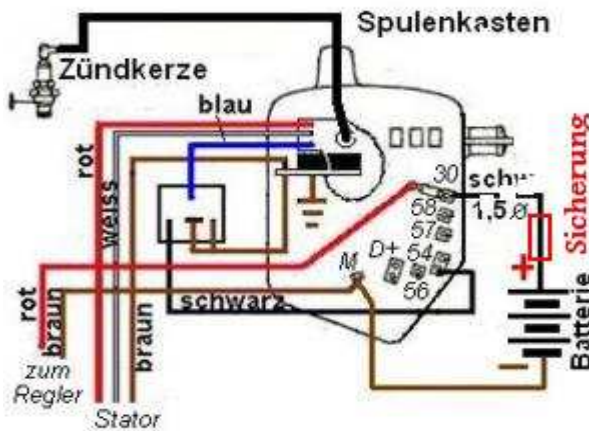 Spulenkasten
Zündkerze
blau
rot
weiss
braun
30
1,5 Ø
Sicherung
58
57
54
D+
56
M
+
Batterie
−
schwarz
rot
braun
zum
Regler
Stator